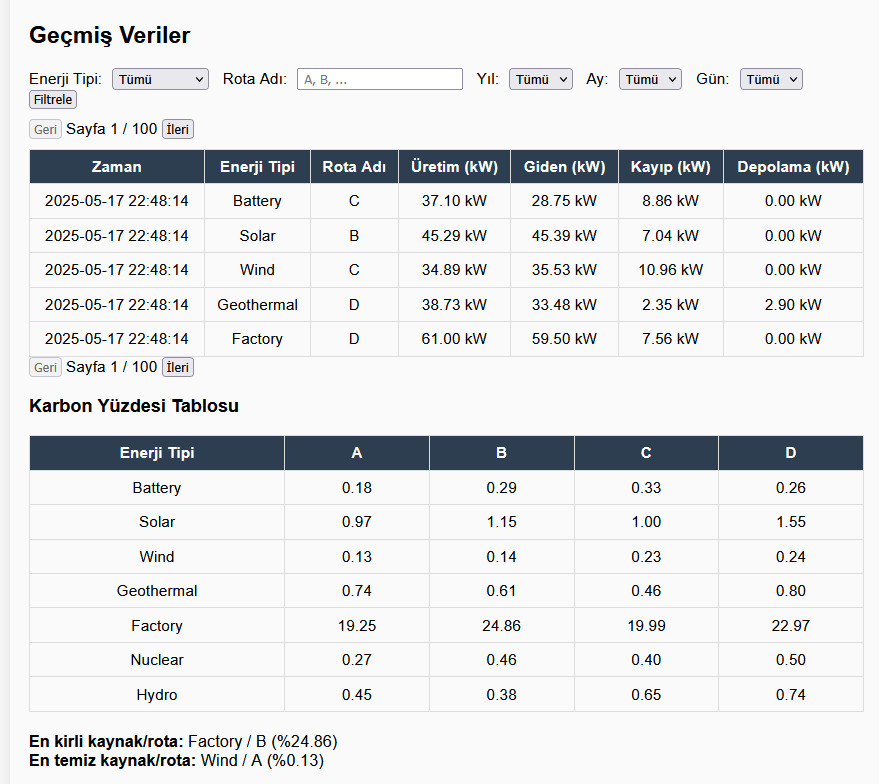 Geçmiş Veriler
Enerji Tipi: Tümü Rota Adı: A, B, ... Yıl: Tümü Ay: Tümü Gün: Tümü
Filtrele
Geri Sayfa 1 / 100 İleri
Zaman Enerji Tipi Rota Adı Üretim (kW) Giden (kW) Kayıp (kW) Depolama (kW)
2025-05-17 22:48:14 Battery C 37.10 kW 28.75 kW 8.86 kW 0.00 kW
2025-05-17 22:48:14 Solar B 45.29 kW 45.39 kW 7.04 kW 0.00 kW
2025-05-17 22:48:14 Wind C 34.89 kW 35.53 kW 10.96 kW 0.00 kW
2025-05-17 22:48:14 Geothermal D 38.73 kW 33.48 kW 2.35 kW 2.90 kW
2025-05-17 22:48:14 Factory D 61.00 kW 59.50 kW 7.56 kW 0.00 kW
Geri Sayfa 1 / 100 İleri
Karbon Yüzdesi Tablosu
Enerji Tipi A B C D
Battery 0.18 0.29 0.33 0.26
Solar 0.97 1.15 1.00 1.55
Wind 0.13 0.14 0.23 0.24
Geothermal 0.74 0.61 0.46 0.80
Factory 19.25 24.86 19.99 22.97
Nuclear 0.27 0.46 0.40 0.50
Hydro 0.45 0.38 0.65 0.74
En kirli kaynak/rota: Factory / B (%24.86)
En temiz kaynak/rota: Wind / A (%0.13)